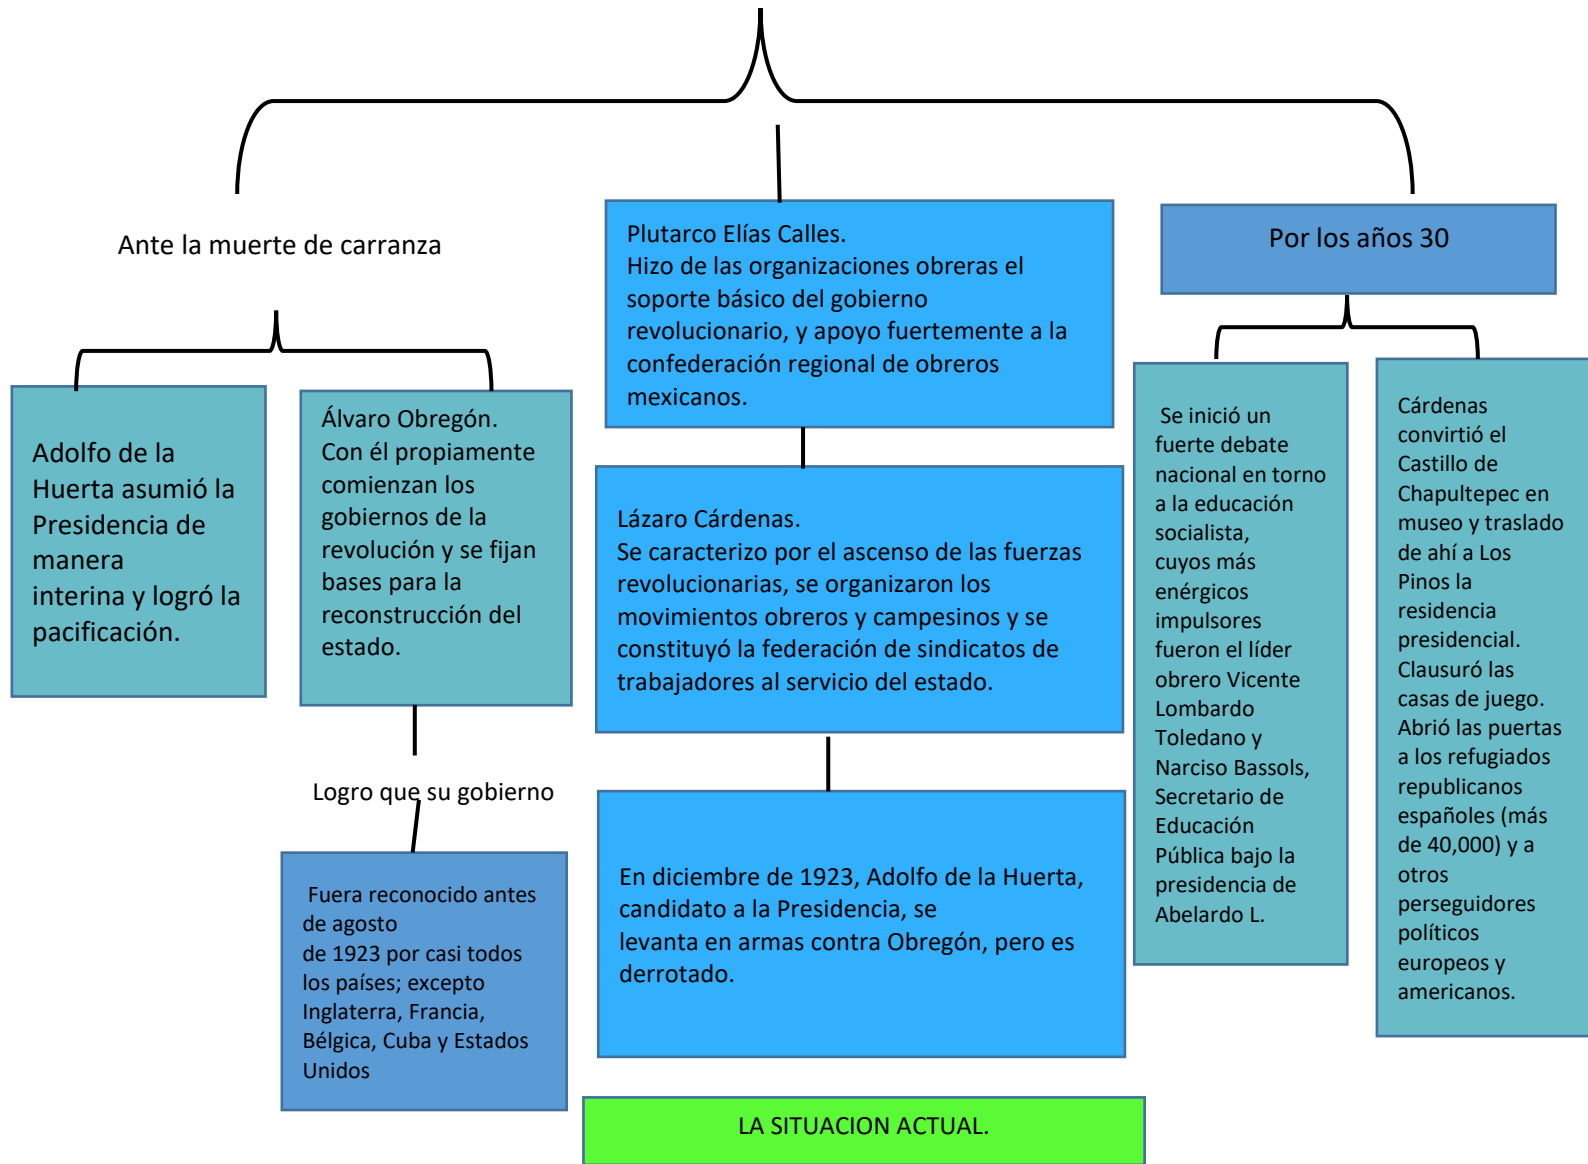 Ante la muerte de carranza
Adolfo de la
Huerta asumió la
Presidencia de
manera
interina y logró la
pacificación.
Álvaro Obregón.
Con él propiamente
comienzan los
gobiernos de la
revolución y se fijan
bases para la
reconstrucción del
estado.
Logro que su gobierno
Fuera reconocido antes
de agosto
de 1923 por casi todos
los países; excepto
Inglaterra, Francia,
Bélgica, Cuba y Estados
Unidos
Plutarco Elías Calles.
Hizo de las organizaciones obreras el
soporte básico del gobierno
revolucionario, y apoyo fuertemente a la
confederación regional de obreros
mexicanos.
Lázaro Cárdenas.
Se caracterizo por el ascenso de las fuerzas
revolucionarias, se organizaron los
movimientos obreros y campesinos y se
constituyó la federación de sindicatos de
trabajadores al servicio del estado.
En diciembre de 1923, Adolfo de la Huerta,
candidato a la Presidencia, se
levanta en armas contra Obregón, pero es
derrotado.
Por los años 30
Se inició un
fuerte debate
nacional en torno
a la educación
socialista,
cuyos más
enérgicos
impulsores
fueron el líder
obrero Vicente
Lombardo
Toledano y
Narciso Bassols,
Secretario de
Educación
Pública bajo la
presidencia de
Abelardo L.
Cárdenas
convirtió el
Castillo de
Chapultepec en
museo y traslado
de ahí a Los
Pinos la
residencia
presidencial.
Clausuró las
casas de juego.
Abrió las puertas
a los refugiados
republicanos
españoles (más
de 40,000) y a
otros
perseguidores
políticos
europeos y
americanos.
LA SITUACION ACTUAL.